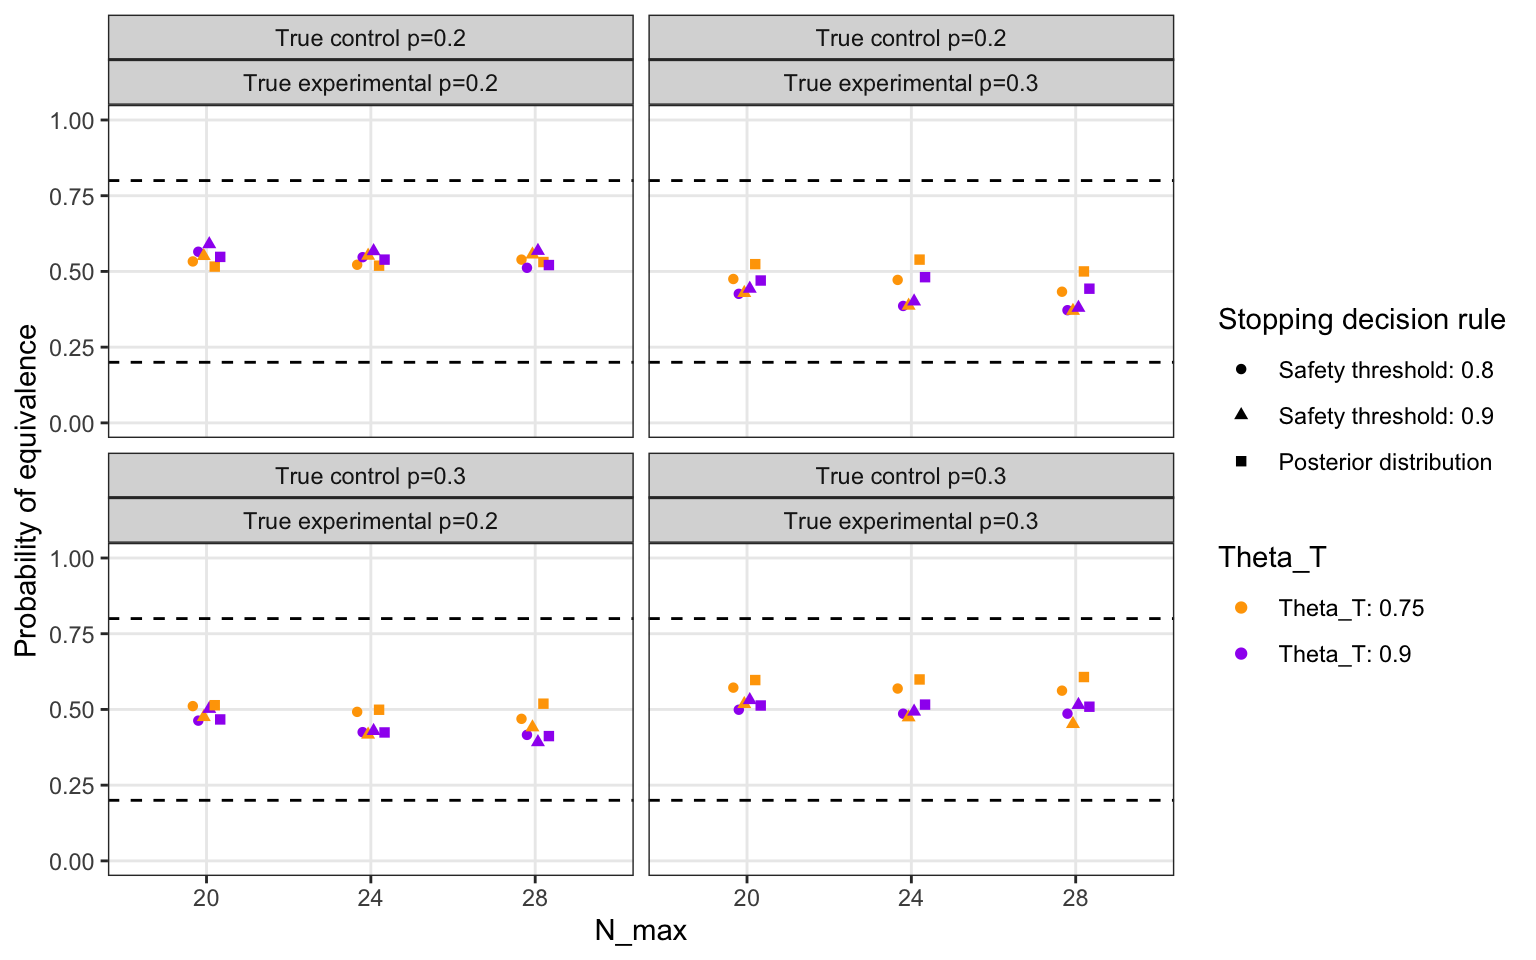 True control p=0.2
True control p=0.2
True experimental p=0.2
True experimental p=0.3
1.00
0.75
0.50
0.25
0.00
True control p=0.3
True control p=0.3
True experimental p=0.2
True experimental p=0.3
1.00
0.75
0.50
0.25
0.00
20
24
28
20
24
28
N_max
Probability of equivalence
Stopping decision rule
Safety threshold: 0.8
Safety threshold: 0.9
Posterior distribution
Theta_T
Theta_T: 0.75
Theta_T: 0.9